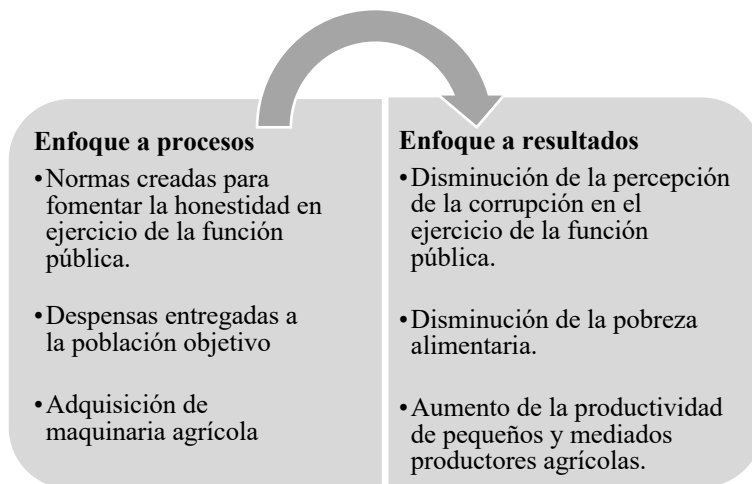 Enfoque a procesos
•Normas creadas para
fomentar la honestidad en
ejercicio de la función
pública.
•Despensas entregadas a
la población objetivo
•Adquisición de
maquinaria agrícola
Enfoque a resultados
•Disminución de la percepción
de la corrupción en el
ejercicio de la función
pública.
•Disminución de la pobreza
alimentaria.
•Aumento de la productividad
de pequeños y mediados
productores agrícolas.